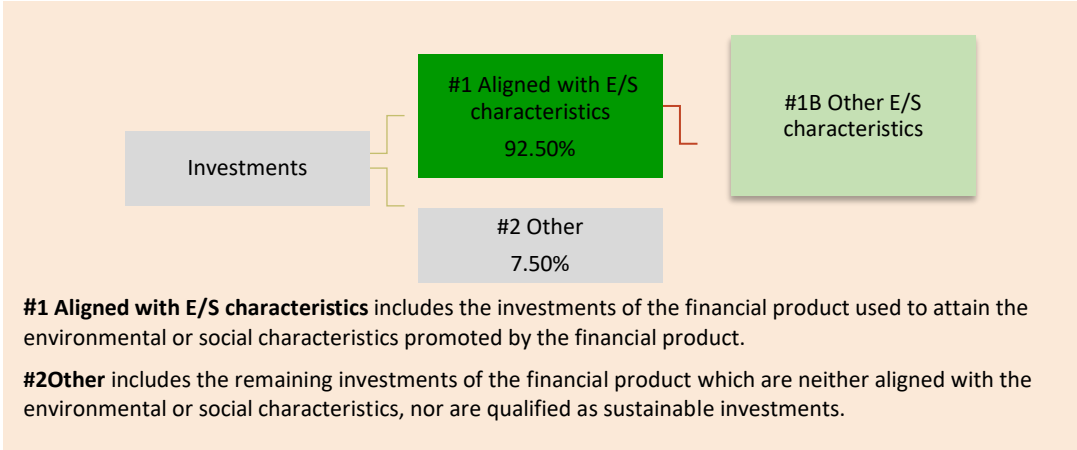 Investments
#1 Aligned with E/S
characteristics
92.50%
#1B Other E/S
characteristics
#2 Other
7.50%
#1 Aligned with E/S characteristics includes the investments of the financial product used to attain the
environmental or social characteristics promoted by the financial product.
#2Other includes the remaining investments of the financial product which are neither aligned with the
environmental or social characteristics, nor are qualified as sustainable investments.